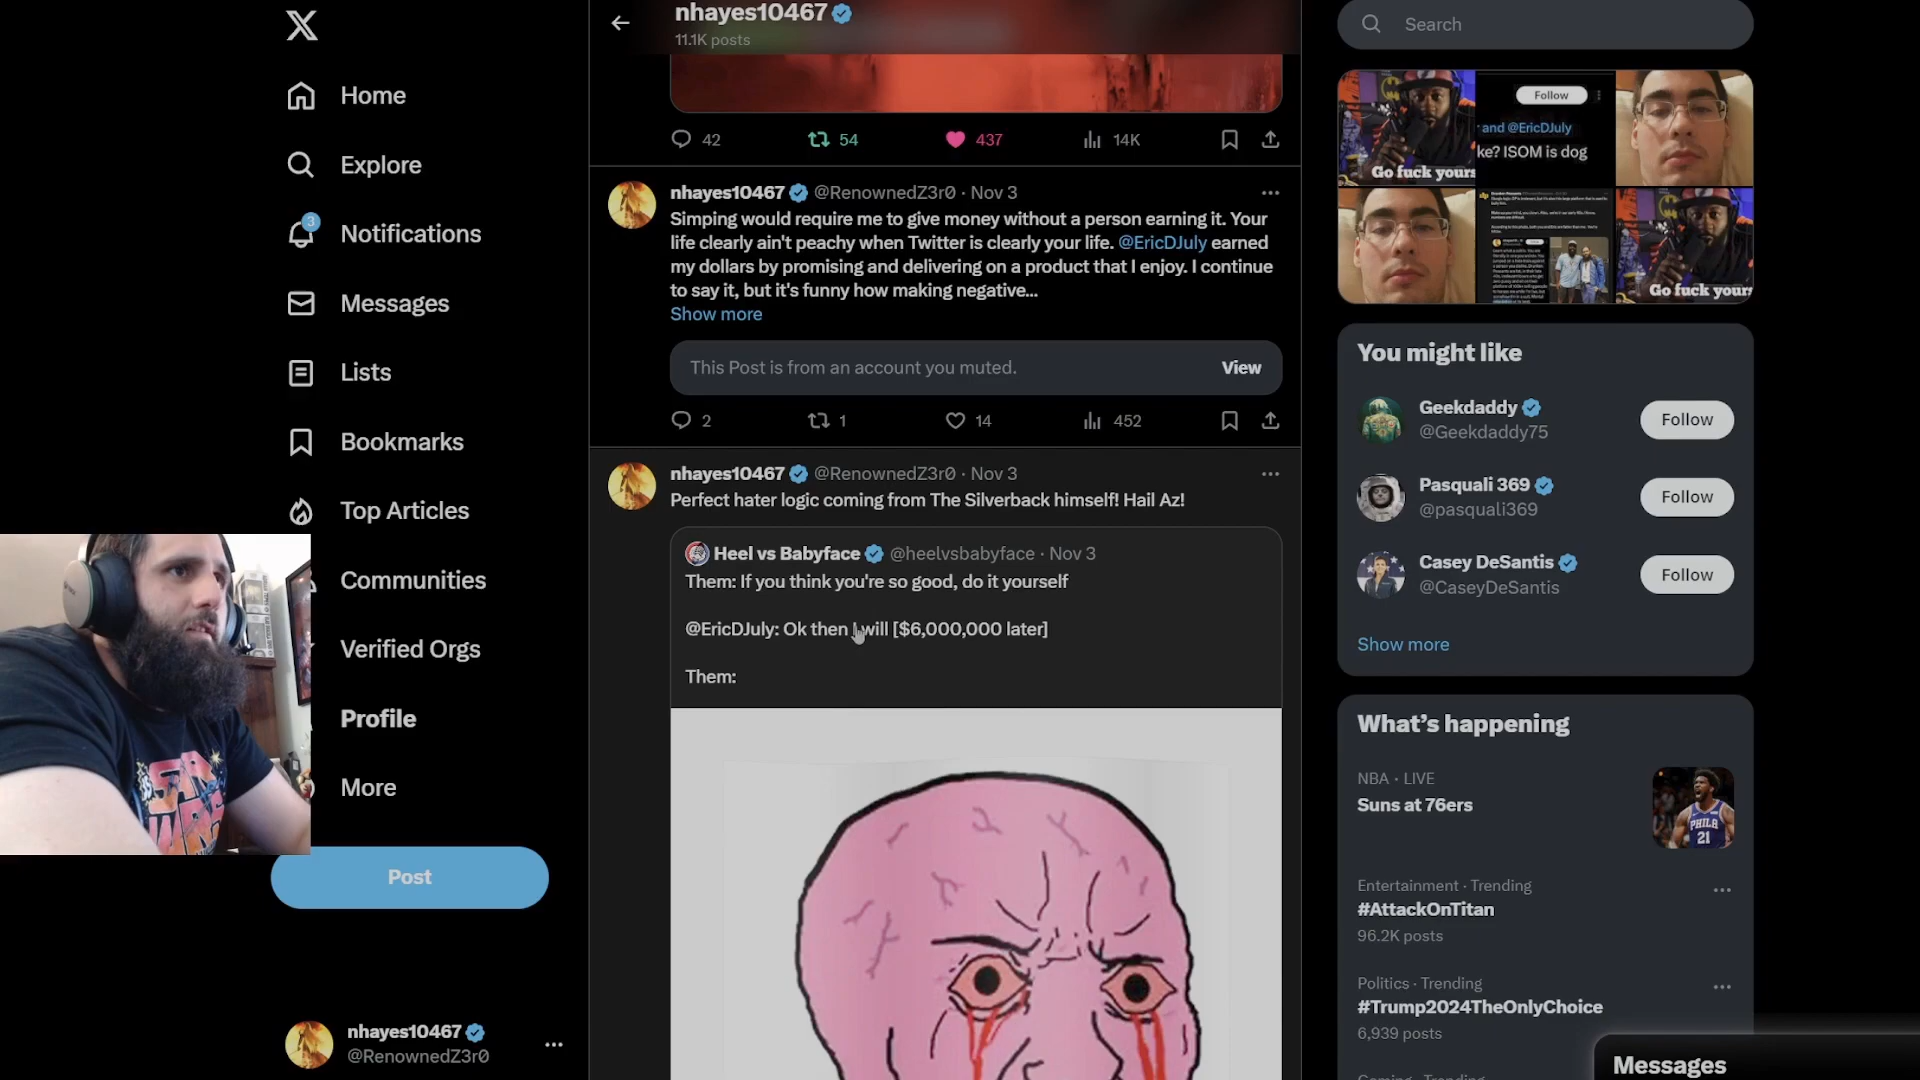 Home
Explore
3
Notifications
Messages
Lists
Bookmarks
Top Articles
Communities
Verified Orgs
Profile
More
Post
nhayes10467
@RenownedZ3r0
nhayes10467
11.1K posts
42
54
437
14K
nhayes10467 @RenownedZ3r0 · Nov 3
Simping would require me to give money without a person earning it. Your
life clearly ain't peachy when Twitter is clearly your life. @EricDJuly earned
my dollars by promising and delivering on a product that I enjoy. I continue
to say it, but it's funny how making negative...
Show more
This Post is from an account you muted.
View
2
1
14
452
nhayes10467 @RenownedZ3r0 · Nov 3
Perfect hater logic coming from The Silverback himself! Hail Az!
Heel vs Babyface @heelvsbabyface · Nov 3
Them: If you think you're so good, do it yourself
@EricDJuly: Ok then I will [$6,000,000 later]
Them:
Search
Go fuck yours
Follow
and @EricDJuly
ke? ISOM is dog
Go fuck yours
You might like
Geekdaddy
@Geekdaddy75
Follow
Pasquali 369
@pasquali369
Follow
Casey DeSantis
@CaseyDeSantis
Follow
Show more
What's happening
NBA · LIVE
Suns at 76ers
PHILA
21
Entertainment · Trending
#AttackOnTitan
96.2K posts
Politics · Trending
#Trump2024TheOnlyChoice
6,939 posts
Messages